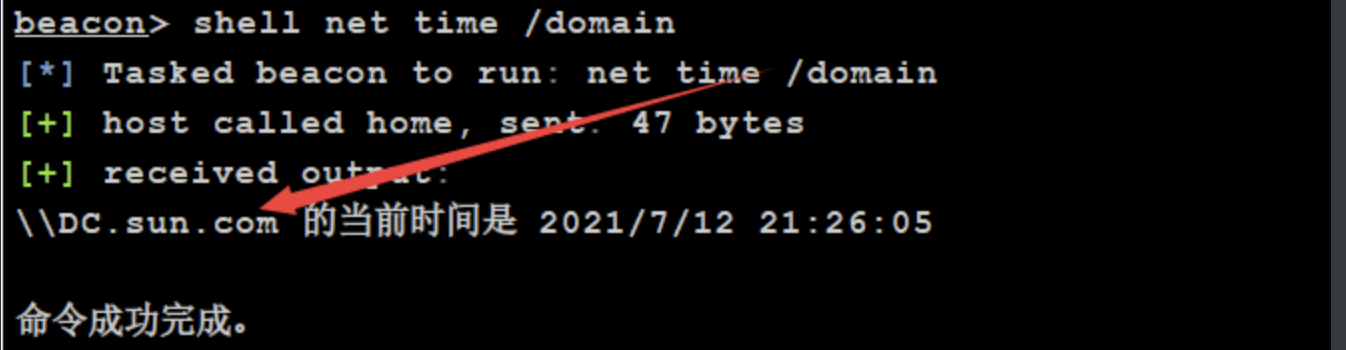 beacon> shell net time /domain
[*] Tasked beacon to run: net time /domain
[+] host called home, sent: 47 bytes
[+] received output:
\\DC.sun.com 的当前时间是 2021/7/12 21:26:05
命令成功完成。